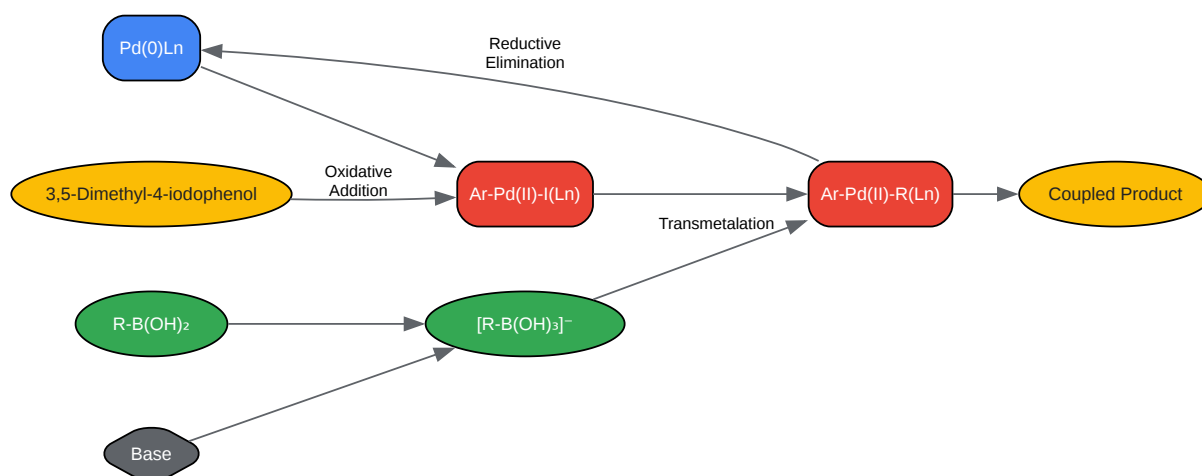 Pd(0)Ln
Reductive
Elimination
3,5-Dimethyl-4-iodophenol
Oxidative
Addition
Ar-Pd(II)-I(Ln)
Ar-Pd(II)-R(Ln)
Coupled Product
Transmetalation
R-B(OH)₂
[R-B(OH)₃]⁻
Base